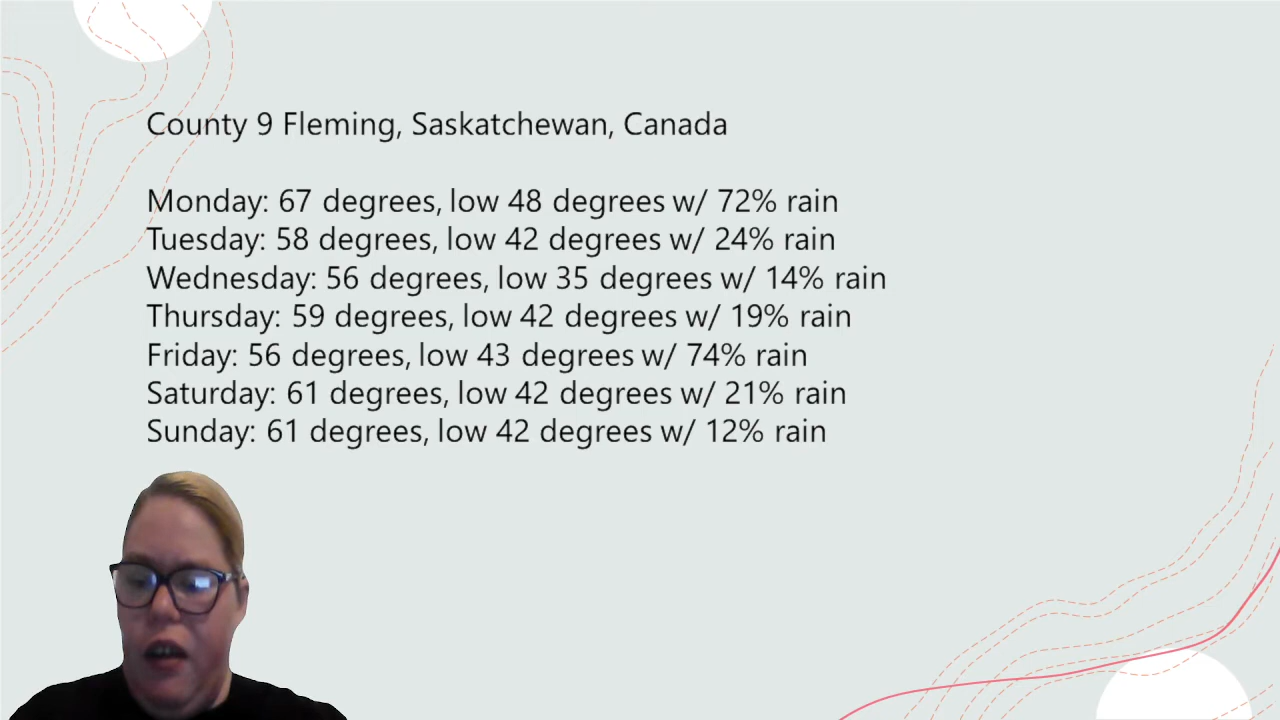 County 9 Fleming, Saskatchewan, Canada
Monday: 67 degrees, low 48 degrees w/ 72% rain
Tuesday: 58 degrees, low 42 degrees w/ 24% rain
Wednesday: 56 degrees, low 35 degrees w/ 14% rain
Thursday: 59 degrees, low 42 degrees w/ 19% rain
Friday: 56 degrees, low 43 degrees w/ 74% rain
Saturday: 61 degrees, low 42 degrees w/ 21% rain
Sunday: 61 degrees, low 42 degrees w/ 12% rain